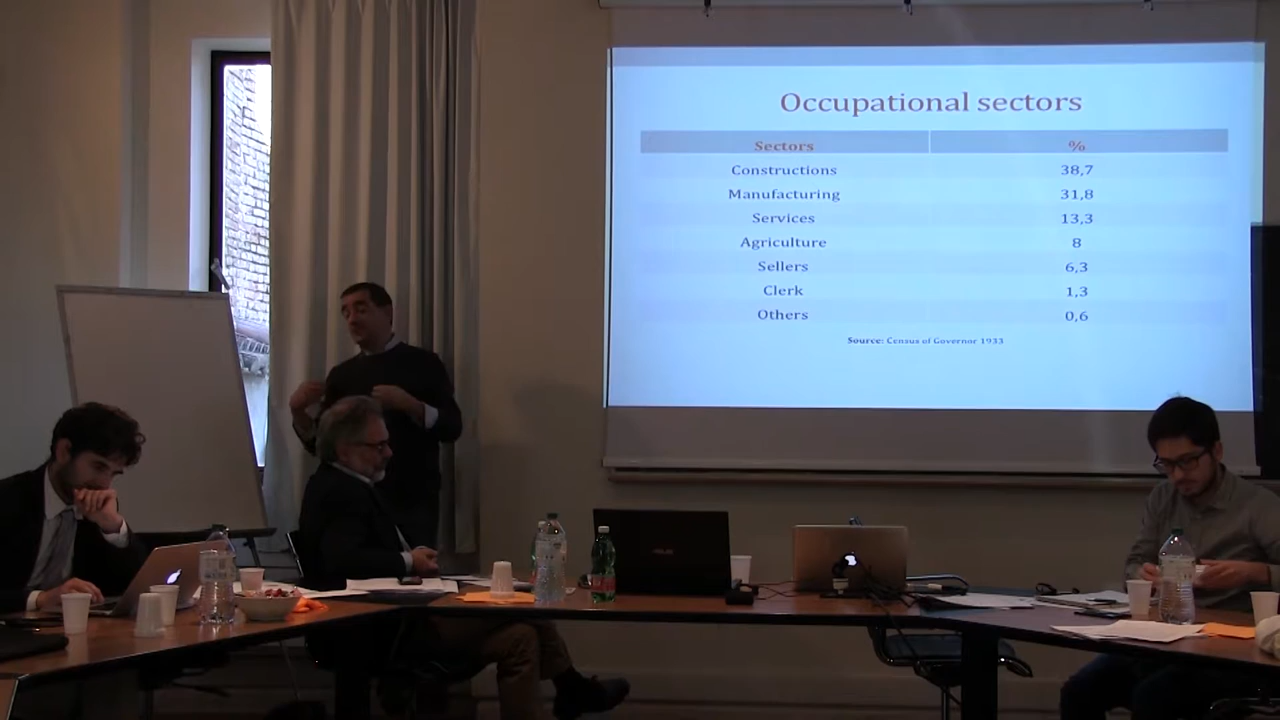 Occupational sectors
Sectors %
Constructions 38,7
Manufacturing 31,8
Services 13,3
Agriculture 8
Sellers 6,3
Clerk 1,3
Others 0,6
Source: Census of Governor 1933
ASUS